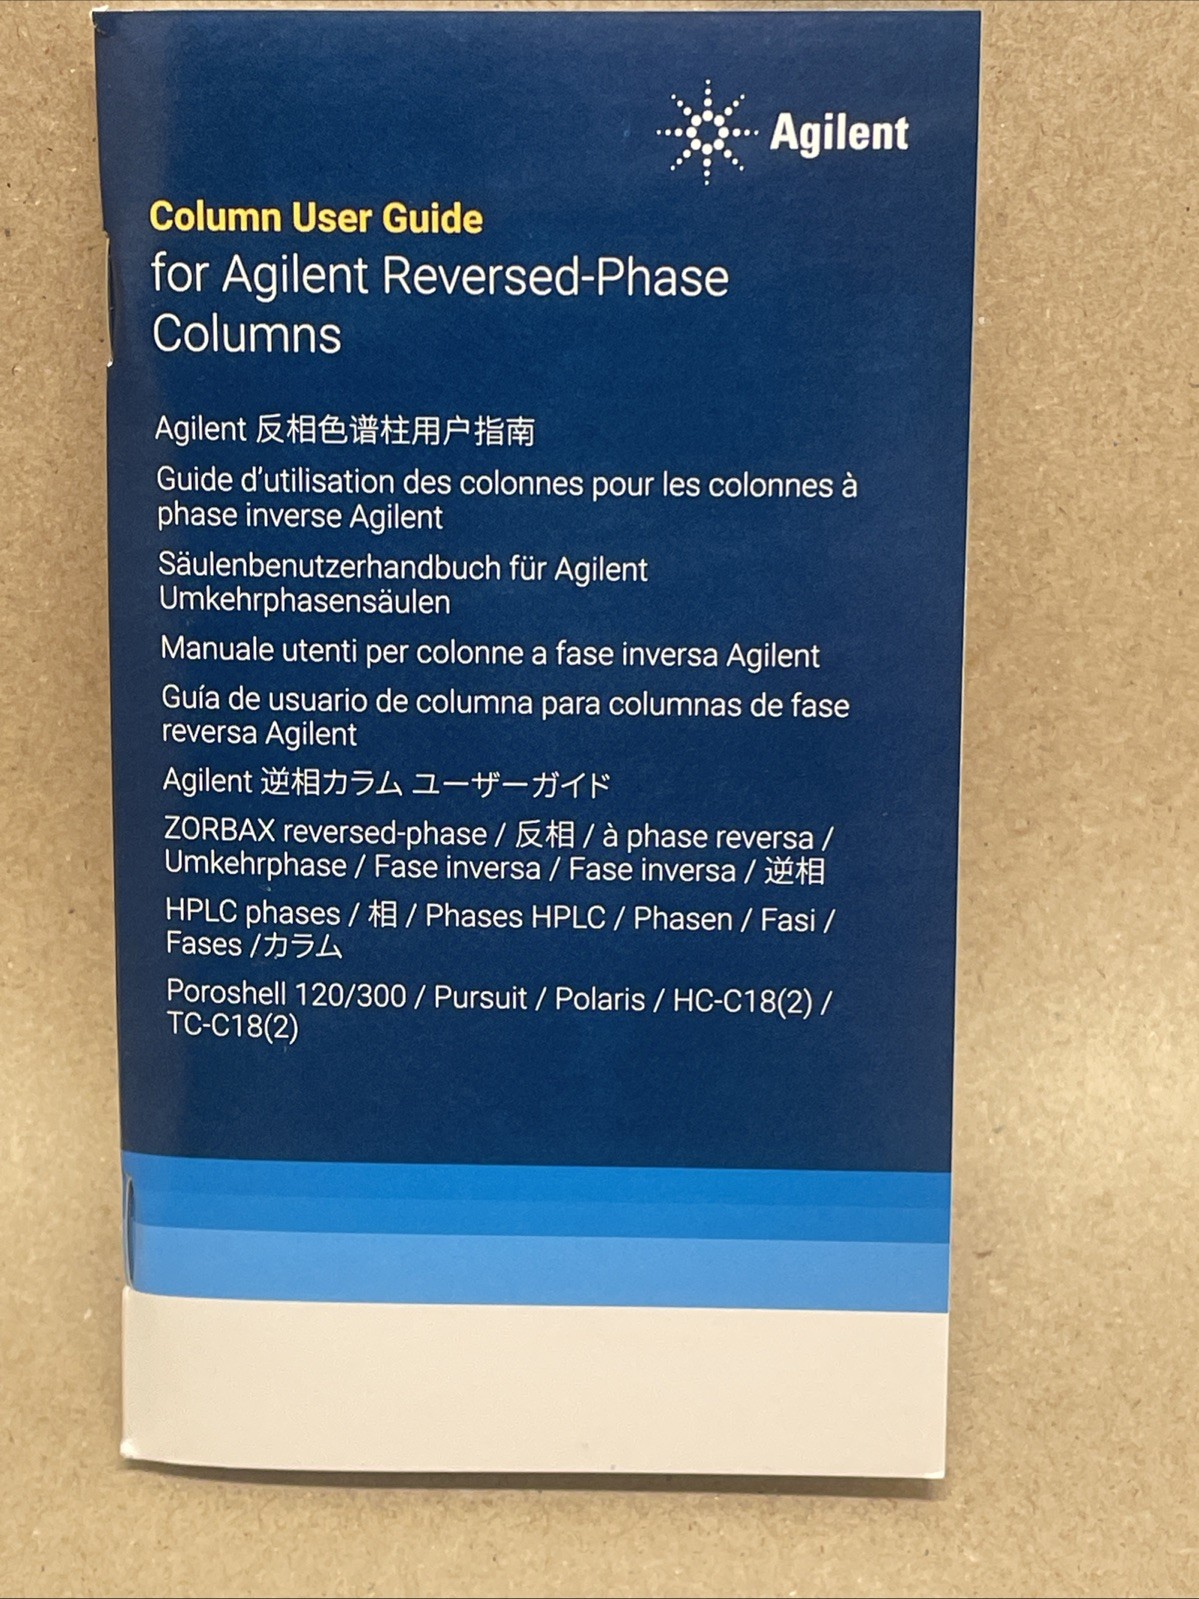 Agilent
Column User Guide
for Agilent Reversed-Phase
Columns
Agilent 反相色谱柱用户指南
Guide d'utilisation des colonnes pour les colonnes à
phase inverse Agilent
Säulenbenutzerhandbuch für Agilent
Umkehrphasensäulen
Manuale utenti per colonne a fase inversa Agilent
Guía de usuario de columna para columnas de fase
reversa Agilent
Agilent 逆相カラム ユーザーガイド
ZORBAX reversed-phase / 反相 / à phase reversa /
Umkehrphase / Fase inversa / Fase inversa / 逆相
HPLC phases / 相 / Phases HPLC / Phasen / Fasi /
Fases /カラム
Poroshell 120/300 / Pursuit / Polaris / HC-C18(2) /
TC-C18(2)